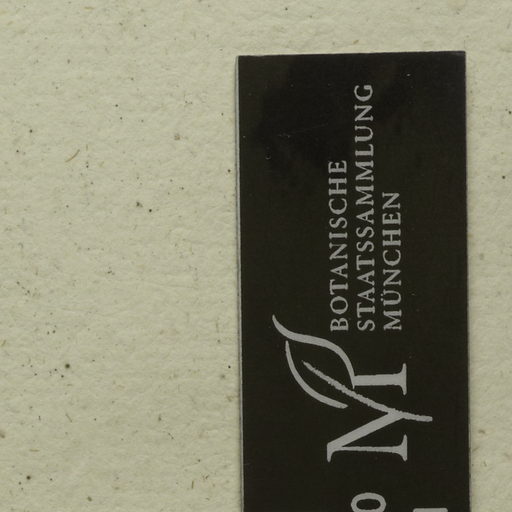 BOTANISCHE
STAATSSAMMLUNG
MÜNCHEN
M